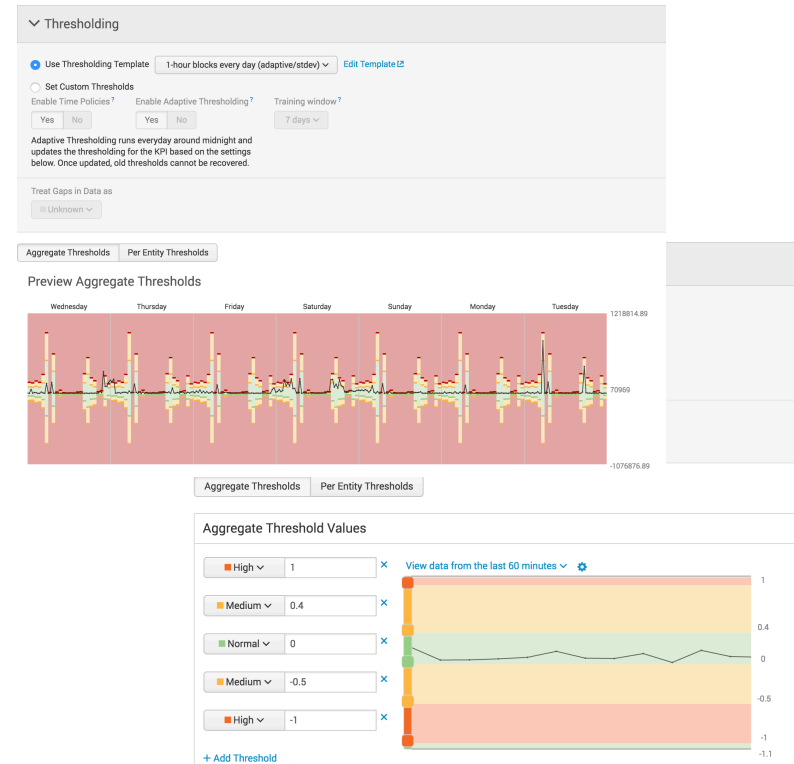 Thresholding
Use Thresholding Template 1-hour blocks every day (adaptive/stdev) Edit Template
Set Custom Thresholds
Enable Time Policies ? Enable Adaptive Thresholding ? Training window ?
Yes No Yes No 7 days
Adaptive Thresholding runs everyday around midnight and
updates the thresholding for the KPI based on the settings
below. Once updated, old thresholds cannot be recovered.
Treat Gaps in Data as
Unknown
Aggregate Thresholds Per Entity Thresholds
Preview Aggregate Thresholds
Wednesday Thursday Friday Saturday Sunday Monday Tuesday
1218814.89
70969
-1076876.89
Aggregate Thresholds Per Entity Thresholds
Aggregate Threshold Values
High 1 View data from the last 60 minutes
1
Medium 0.4
0.4
Normal 0
0
Medium -0.5
-0.5
High -1
-1
-1.1
+ Add Threshold